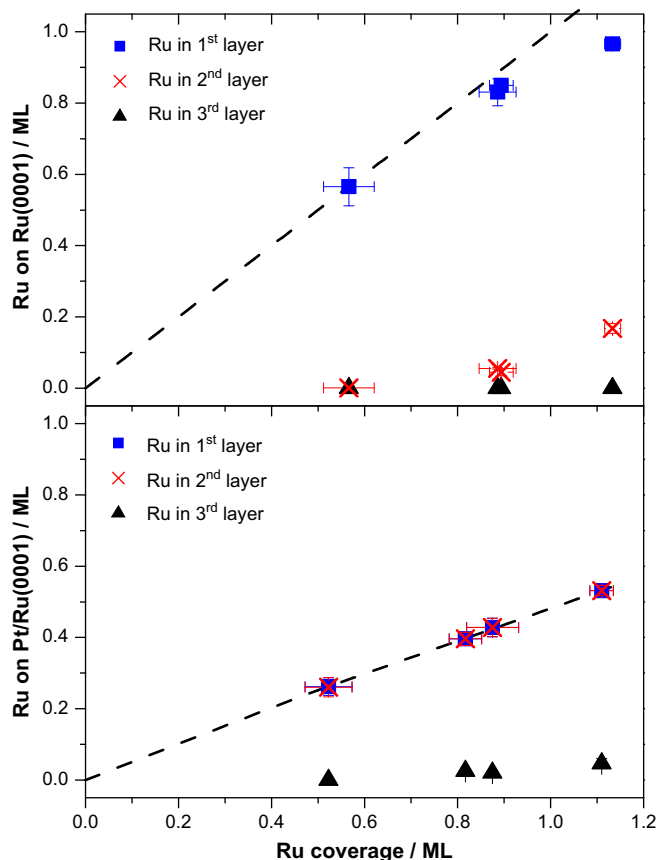 1.0
0.8
0.6
0.4
0.2
0.0
Ru on Ru(0001) / ML
Ru in 1st layer
Ru in 2nd layer
Ru in 3rd layer
1.0
0.8
0.6
0.4
0.2
0.0
Ru on Pt/Ru(0001) / ML
Ru in 1st layer
Ru in 2nd layer
Ru in 3rd layer
0.0 0.2 0.4 0.6 0.8 1.0 1.2
Ru coverage / ML